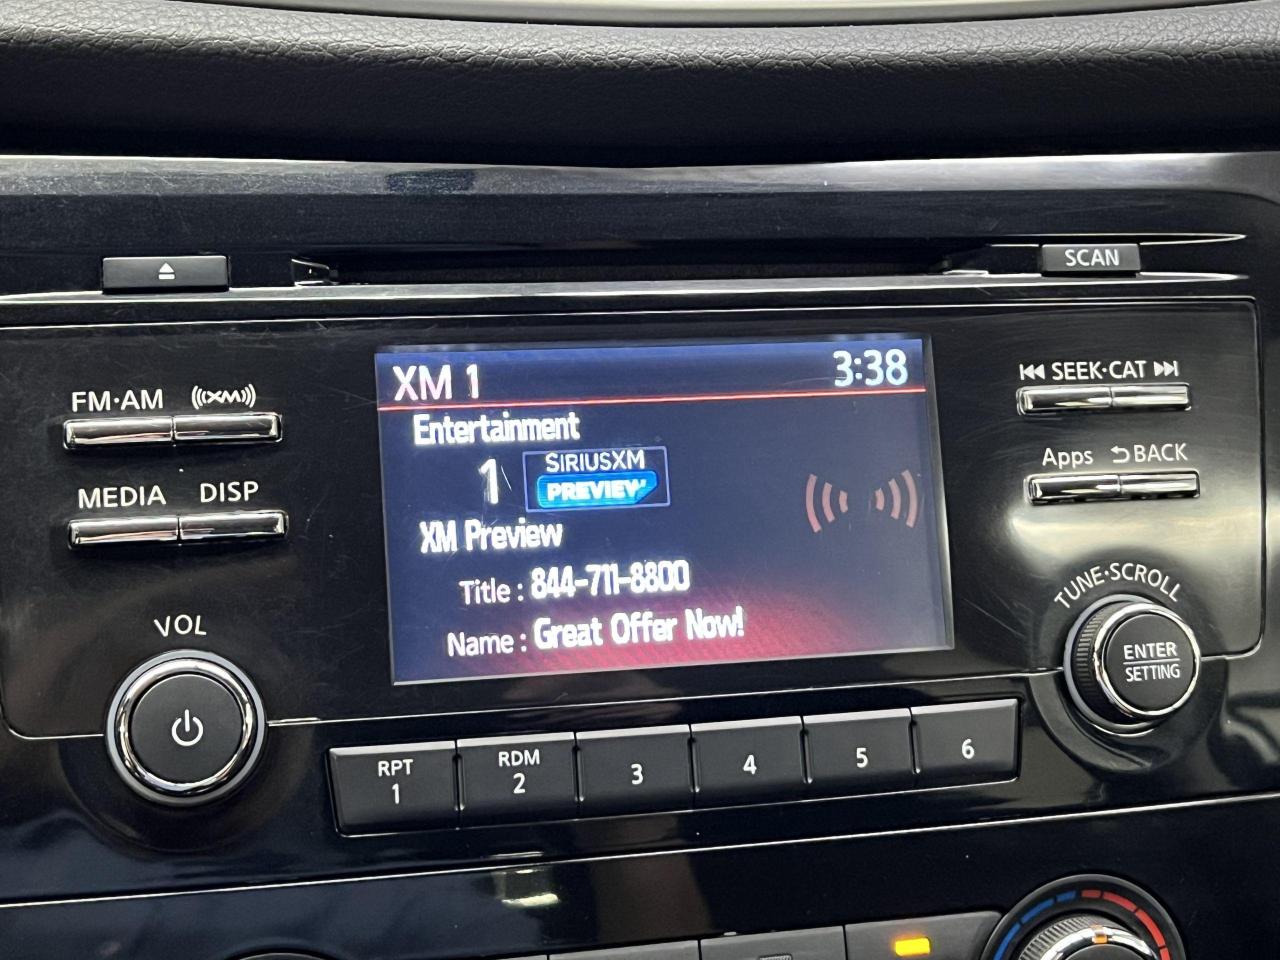 SCAN
FM·AM XM
MEDIA DISP
VOL
XM 1 3:38
Entertainment
1 SIRIUSXM
PREVIEW
XM Preview
Title : 844-711-8800
Name : Great Offer Now!
SEEK·CAT
Apps BACK
TUNE·SCROLL
ENTER
SETTING
RPT
1
RDM
2
3
4
5
6